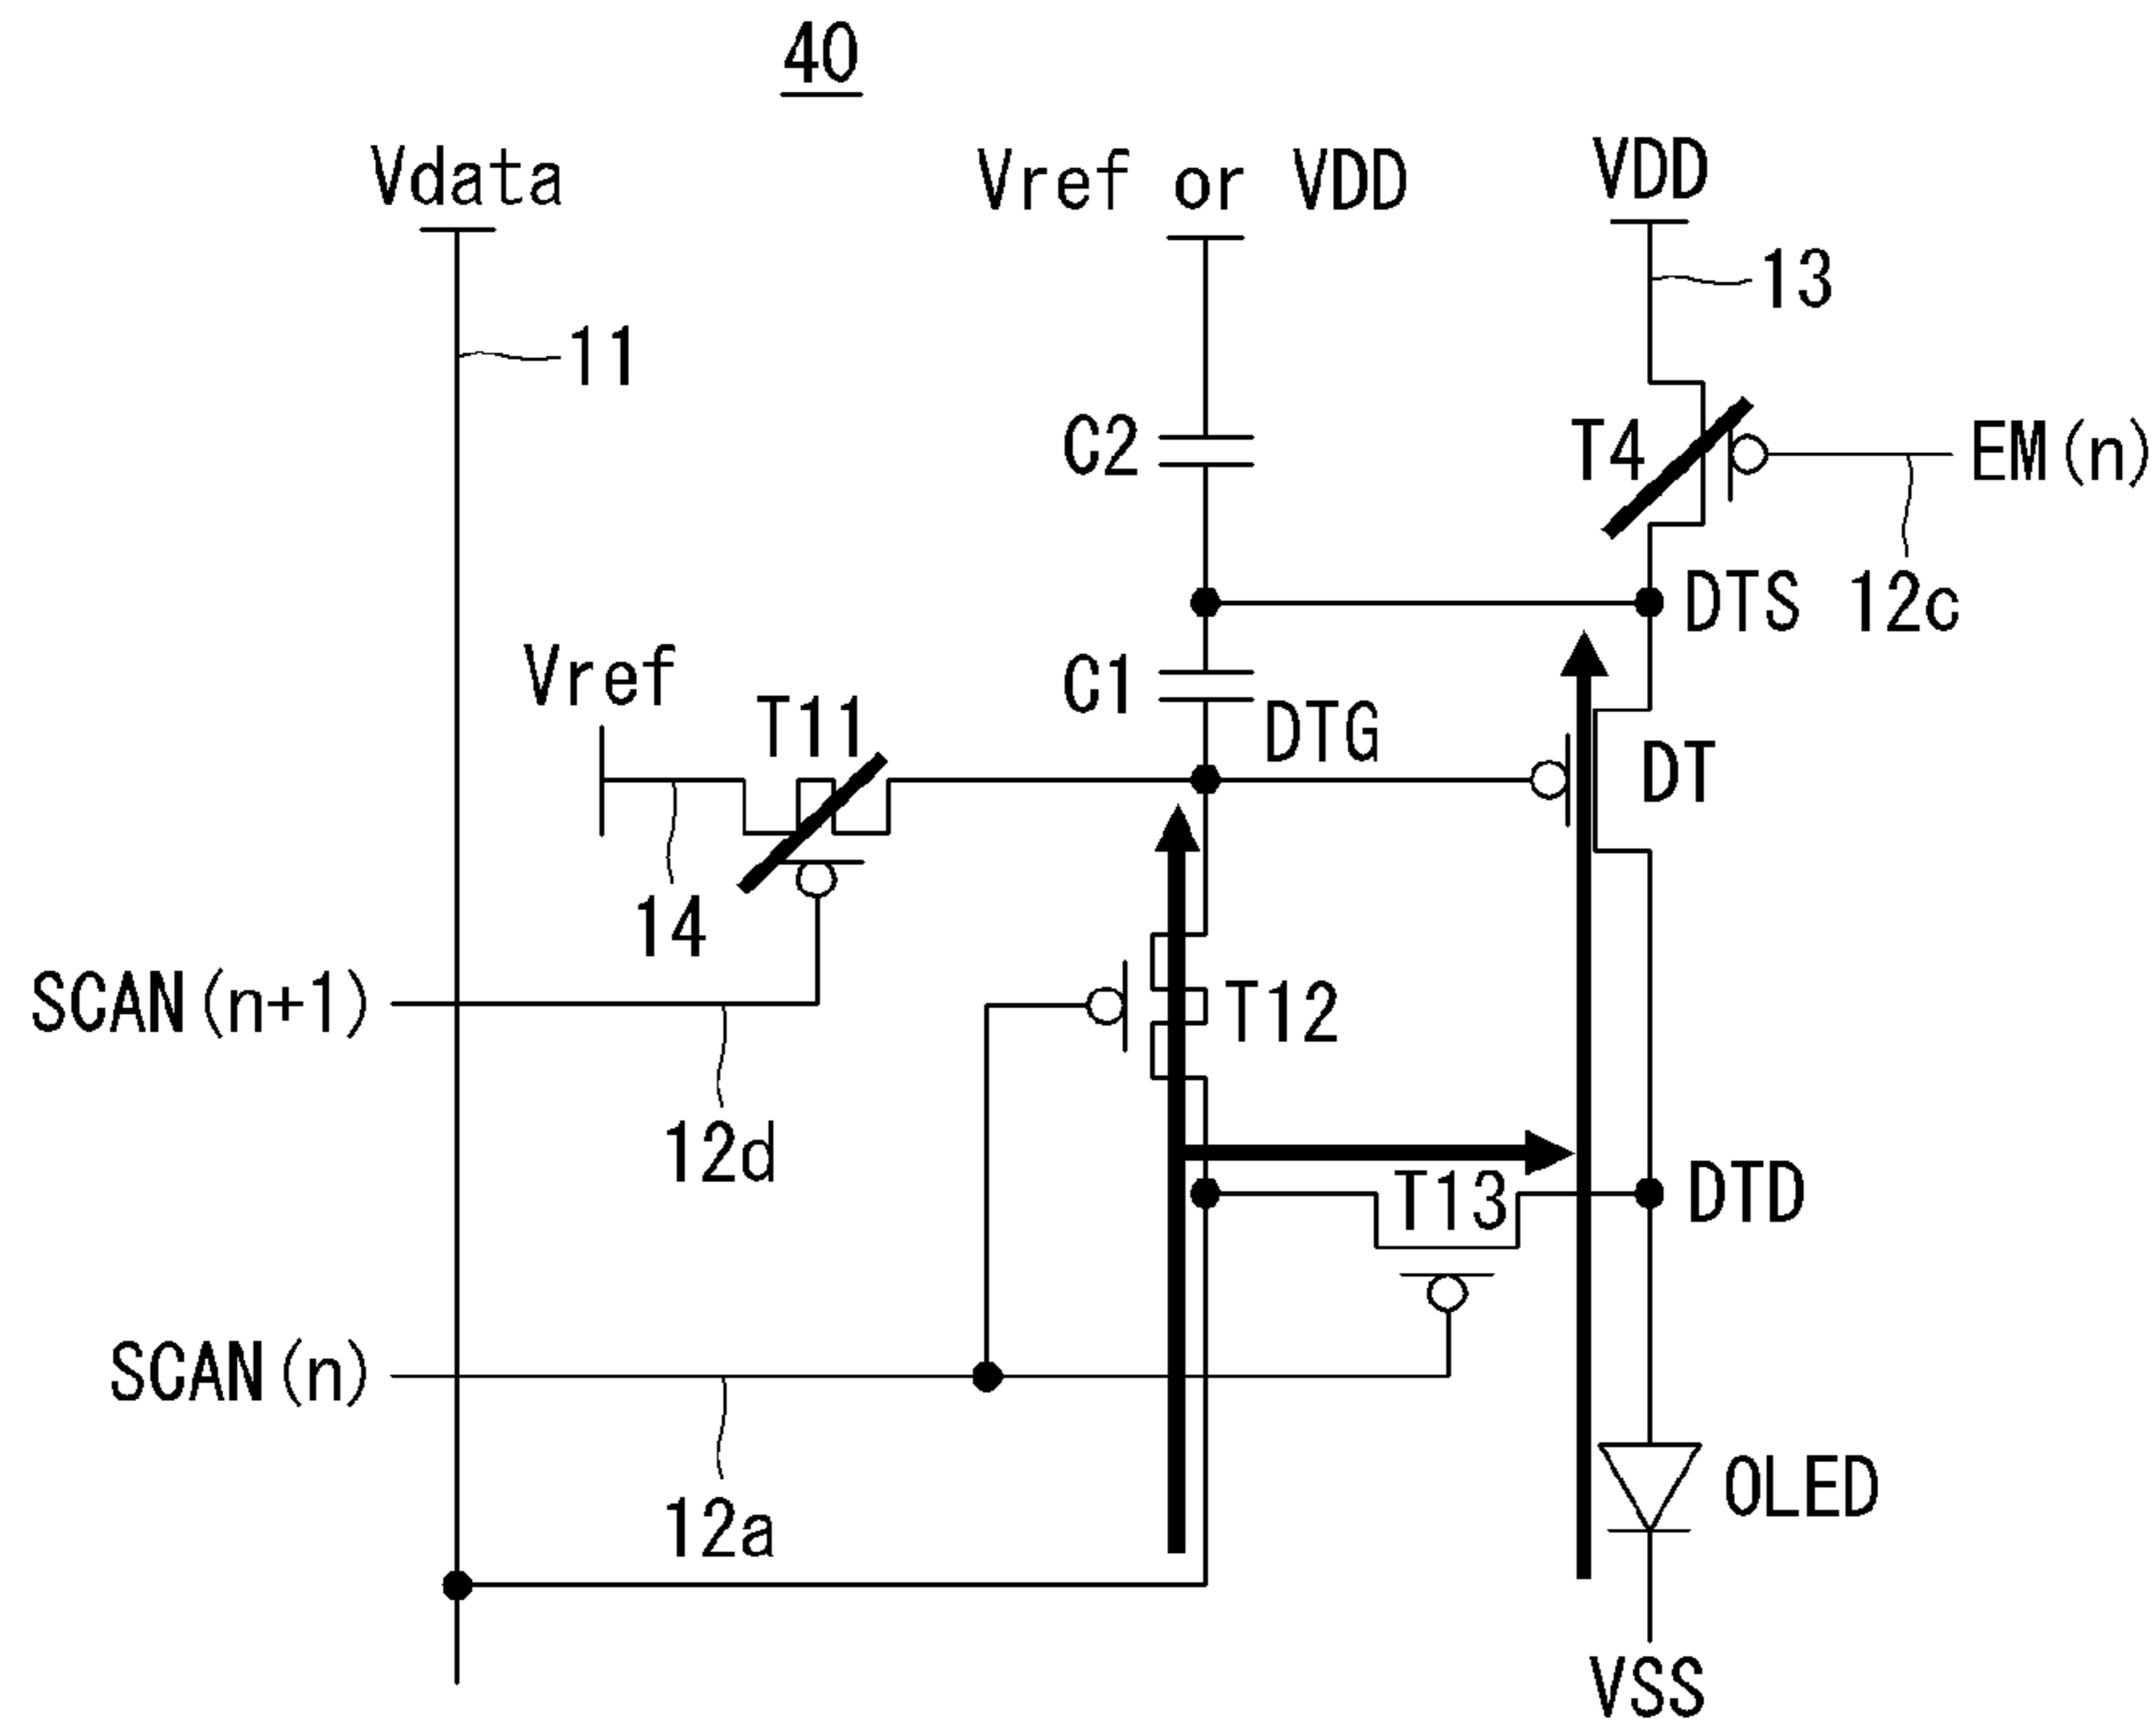 40
Vdata
Vref or VDD
VDD
13
11
C2
T4
EM(n)
DTS
12c
Vref
T11
C1
DTG
DT
14
SCAN(n+1)
T12
12d
T13
DTD
SCAN(n)
12a
OLED
VSS